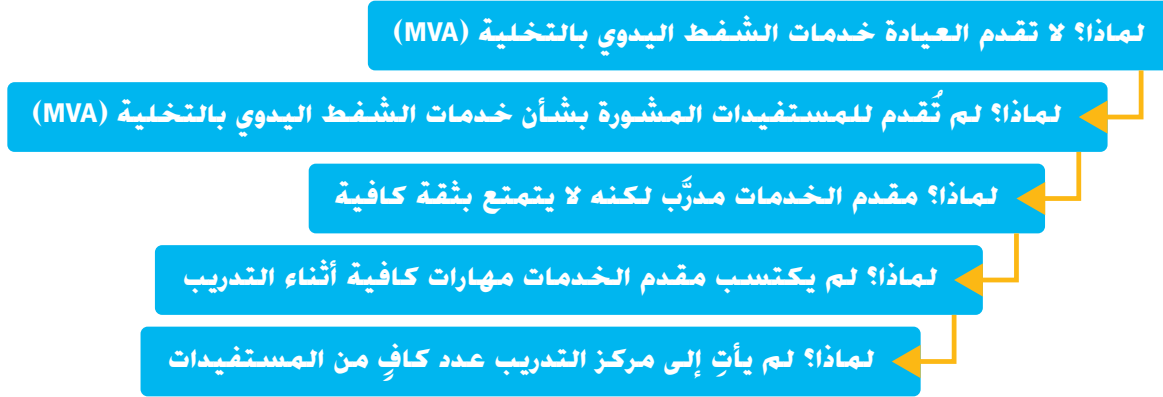 لماذا؟ لا تقدم العيادة خدمات الشفط اليدوي بالتخلية (MVA)
لماذا؟ لم تُقدم للمستفيدات المشورة بشأن خدمات الشفط اليدوي بالتخلية (MVA)
لماذا؟ مقدم الخدمات مدرَّب لكنه لا يتمتع بثقة كافية
لماذا؟ لم يكتسب مقدم الخدمات مهارات كافية أثناء التدريب
لماذا؟ لم يأتِ إلى مركز التدريب عدد كافٍ من المستفيدات